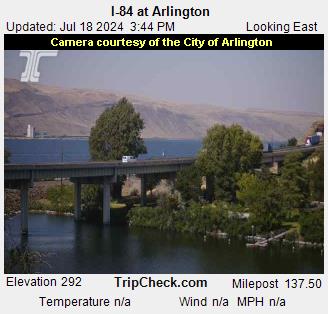 I-84 at Arlington
Updated: Jul 18 2024 3:44 PM Looking East
Camera courtesy of the City of Arlington
Elevation 292 TripCheck.com Milepost 137.50
Temperature n/a Wind n/a MPH n/a